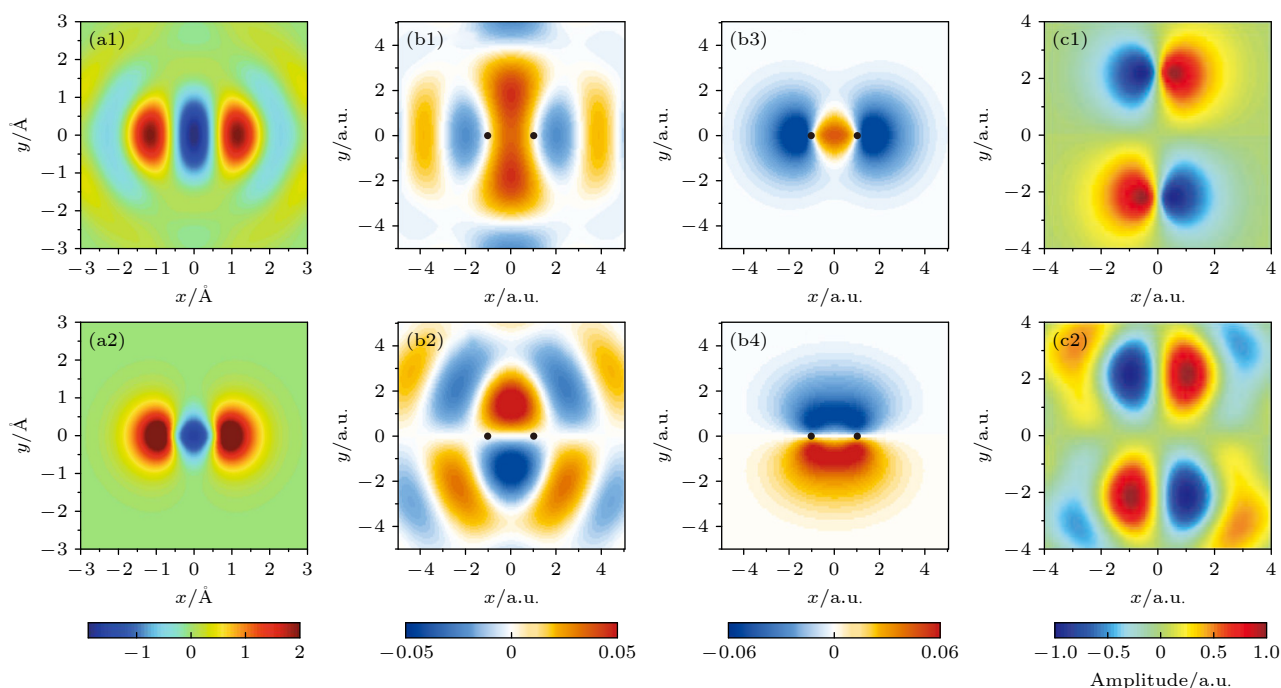 (a1)
3
2
1
0
−1
−2
−3
y/Å
−3 −2 −1 0 1 2 3
x/Å
(b1)
4
2
0
−2
−4
y/a.u.
−4 −2 0 2 4
x/a.u.
(b3)
4
2
0
−2
−4
y/a.u.
−4 −2 0 2 4
x/a.u.
(c1)
4
2
0
−2
−4
y/a.u.
−4 −2 0 2 4
x/a.u.
(a2)
3
2
1
0
−1
−2
−3
y/Å
−3 −2 −1 0 1 2 3
x/Å
(b2)
4
2
0
−2
−4
y/a.u.
−4 −2 0 2 4
x/a.u.
(b4)
4
2
0
−2
−4
y/a.u.
−4 −2 0 2 4
x/a.u.
(c2)
4
2
0
−2
−4
y/a.u.
−4 −2 0 2 4
x/a.u.
−1 0 1 2
−0.05 0 0.05
−0.06 0 0.06
−1.0 −0.5 0 0.5 1.0
Amplitude/a.u.